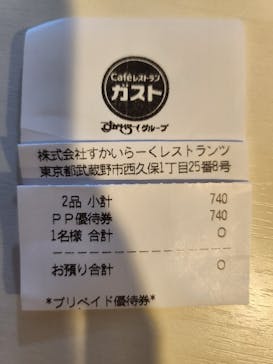 Caféレストラン
ガスト
すかいらーくグループ
株式会社すかいらーくレストランツ
東京都武蔵野市西久保1丁目25番8号
2品 小計 740
PP優待券 740
1名様 合計 0
お預り合計 0
*プリペイド優待券*